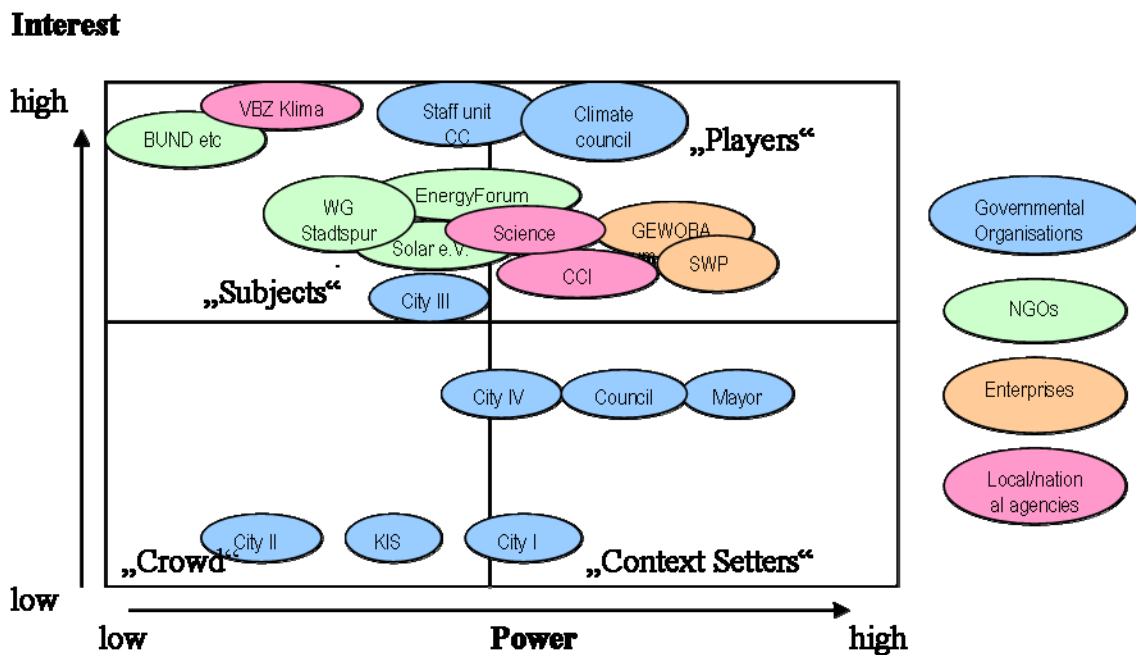 Interest
high
VBZ Klima
Staff unit
CC
Climate
council
BUND etc
„Players“
EnergyForum
WG
Stadtspur
Science
GEWOBA
Solar e.V.
SWP
CCI
„Subjects“
City III
City IV
Council
Mayor
City II
KIS
City I
„Crowd“
„Context Setters“
low
low
Power
high
Governmental
Organisations
NGOs
Enterprises
Local/nation
al agencies